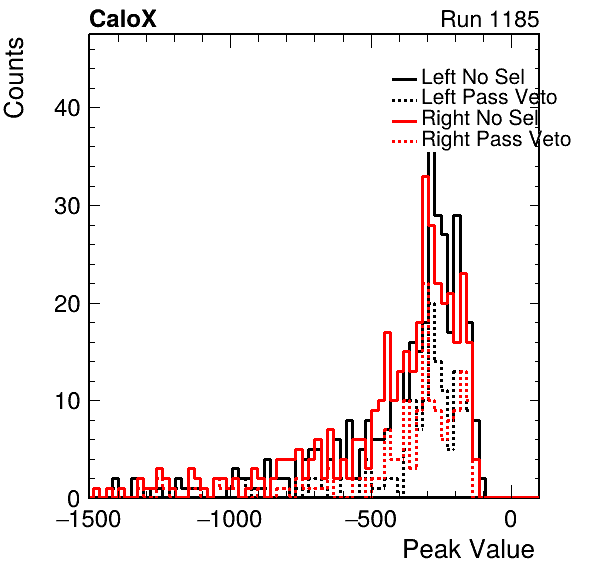 CaloX
Run 1185
Counts
Left No Sel
Left Pass Veto
Right No Sel
Right Pass Veto
40
30
20
10
0
−1500
−1000
−500
0
Peak Value